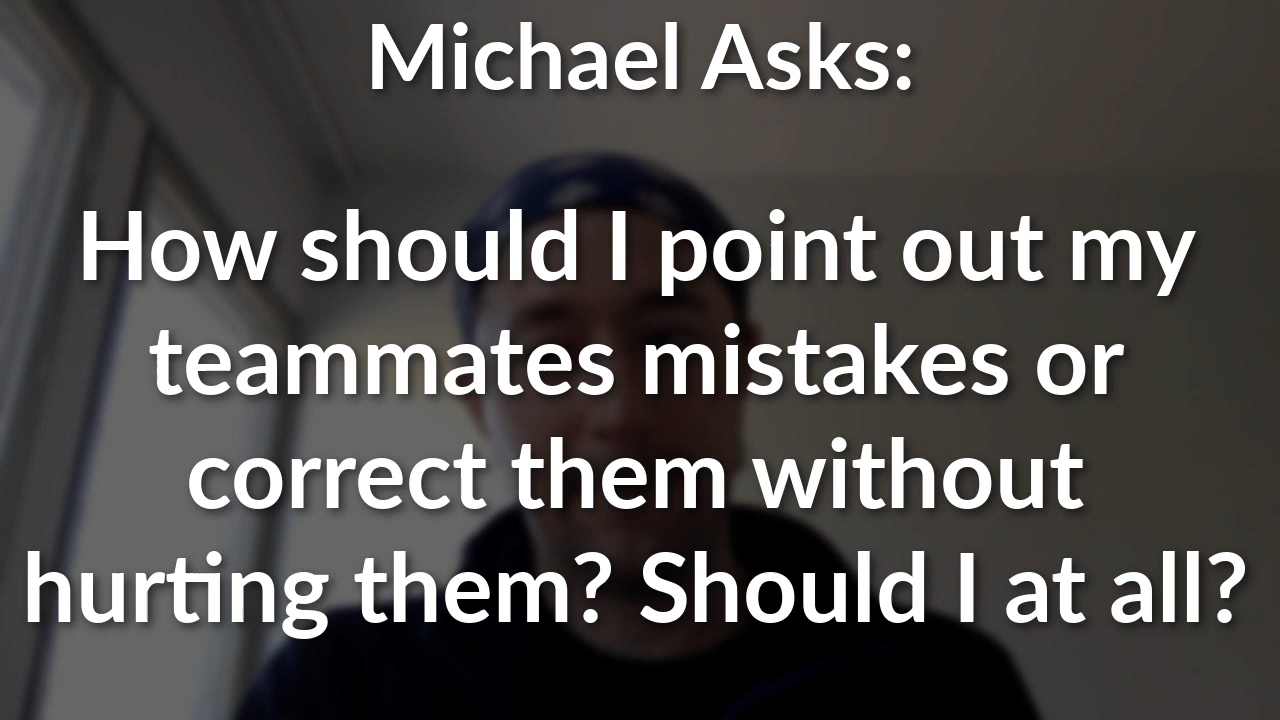 Michael Asks:
How should I point out my
teammates mistakes or
correct them without
hurting them? Should I at all?